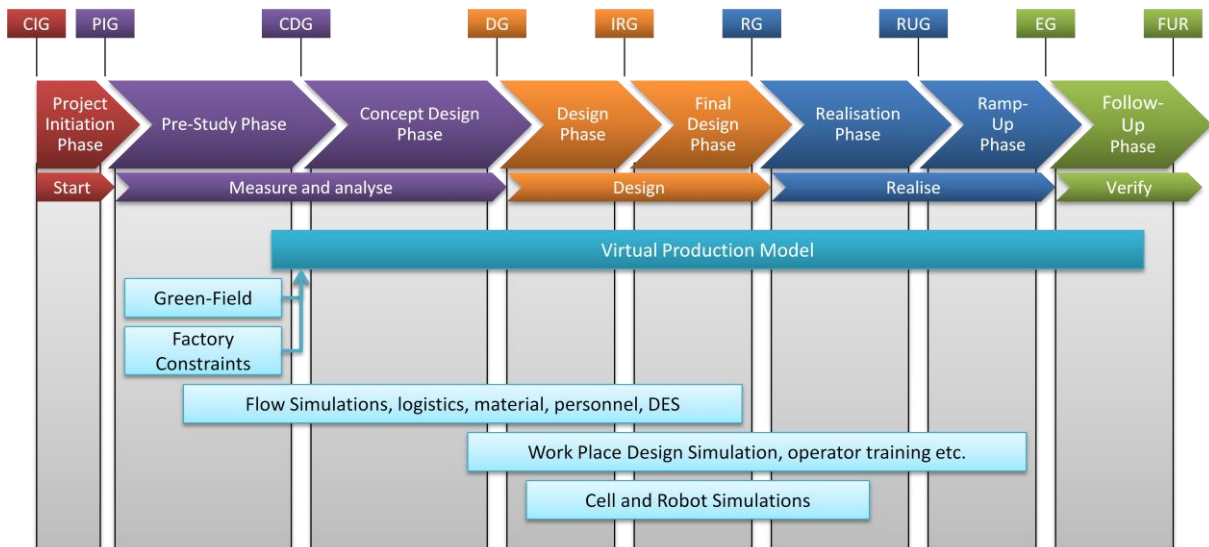 CIG
PIG
CDG
DG
IRG
RG
RUG
EG
FUR
Project
Initiation
Phase
Pre-Study Phase
Concept Design
Phase
Design
Phase
Final
Design
Phase
Realisation
Phase
Ramp-
Up
Phase
Follow-
Up
Phase
Start
Measure and analyse
Design
Realise
Verify
Virtual Production Model
Green-Field
Factory
Constraints
Flow Simulations, logistics, material, personnel, DES
Work Place Design Simulation, operator training etc.
Cell and Robot Simulations